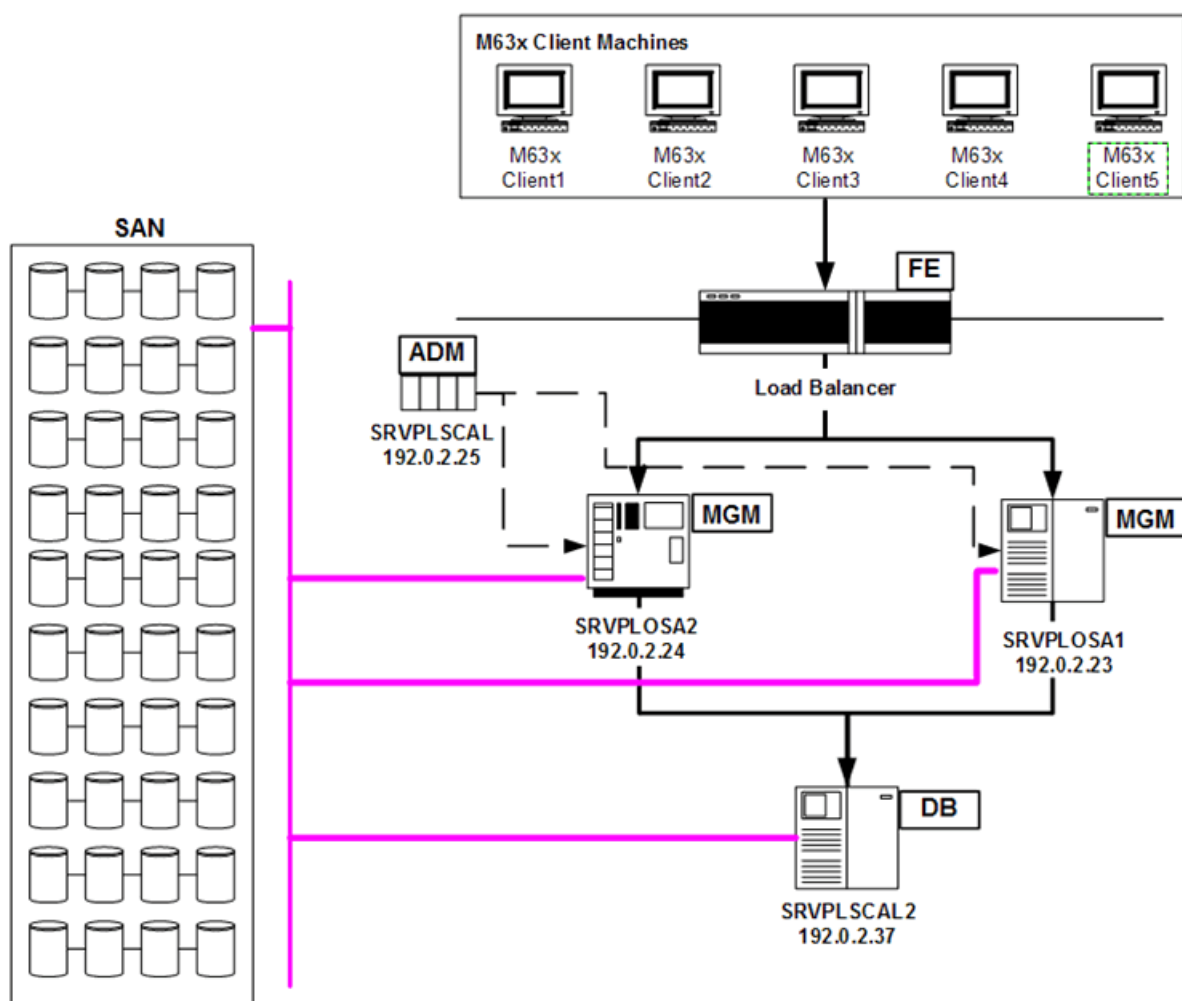 M63x Client Machines
M63x
Client1
M63x
Client2
M63x
Client3
M63x
Client4
M63x
Client5
SAN
FE
ADM
Load Balancer
SRVPLSCAL
192.0.2.25
MGM
MGM
SRVPLOSA2
192.0.2.24
SRVPLOSA1
192.0.2.23
DB
SRVPLSCAL2
192.0.2.37